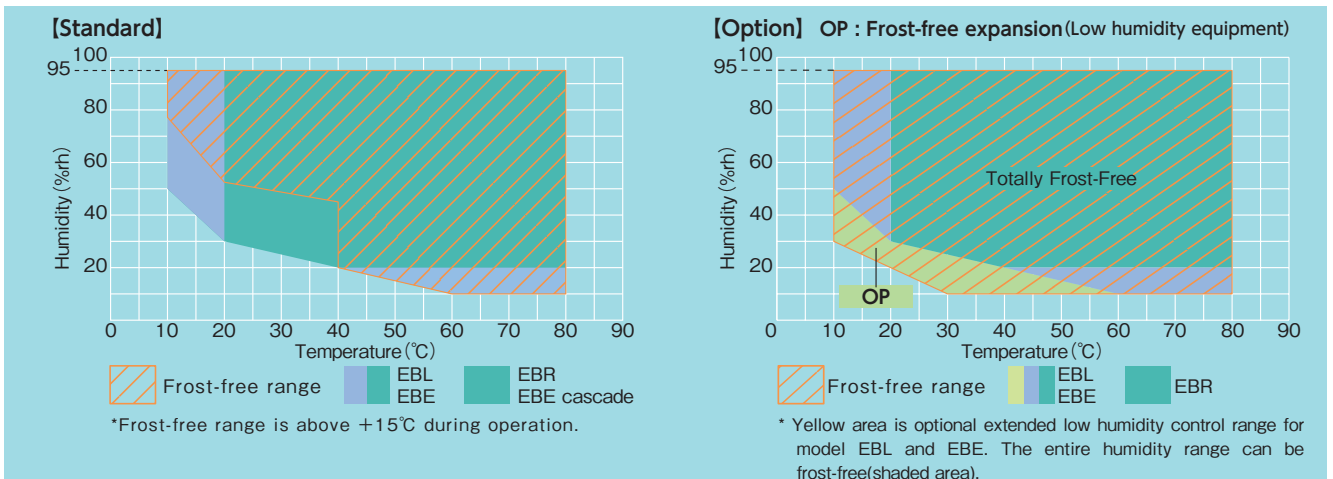 【Standard】
100
95
80
60
40
20
Humidity (%rh)
0 10 20 30 40 50 60 70 80 90
Temperature(℃)
Frost-free range
EBL
EBE
EBR
EBE cascade
*Frost-free range is above +15℃ during operation.
【Option】 OP : Frost-free expansion(Low humidity equipment)
100
95
80
60
40
20
Humidity (%rh)
Totally Frost-Free
OP
0 10 20 30 40 50 60 70 80 90
Temperature(℃)
Frost-free range
EBL
EBE
EBR
* Yellow area is optional extended low humidity control range for
model EBL and EBE. The entire humidity range can be
frost-free(shaded area).